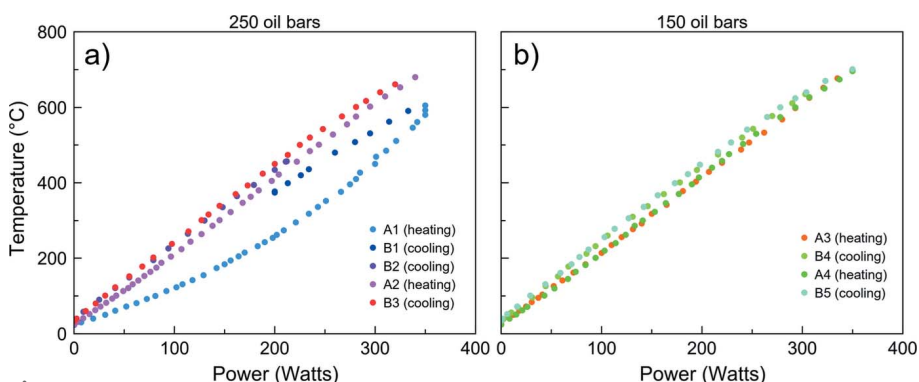 250 oil bars
150 oil bars
800
600
400
200
0
Temperature (°C)
a)
A1 (heating)
B1 (cooling)
B2 (cooling)
A2 (heating)
B3 (cooling)
0 100 200 300 400
Power (Watts)
b)
A3 (heating)
B4 (cooling)
A4 (heating)
B5 (cooling)
0 100 200 300 400
Power (Watts)